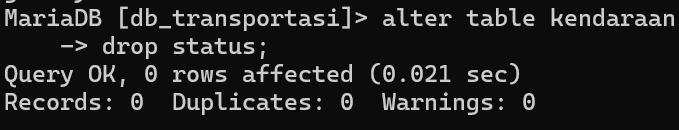 MariaDB [db_transportasi]> alter table kendaraan
    -> drop status;
Query OK, 0 rows affected (0.021 sec)
Records: 0  Duplicates: 0  Warnings: 0